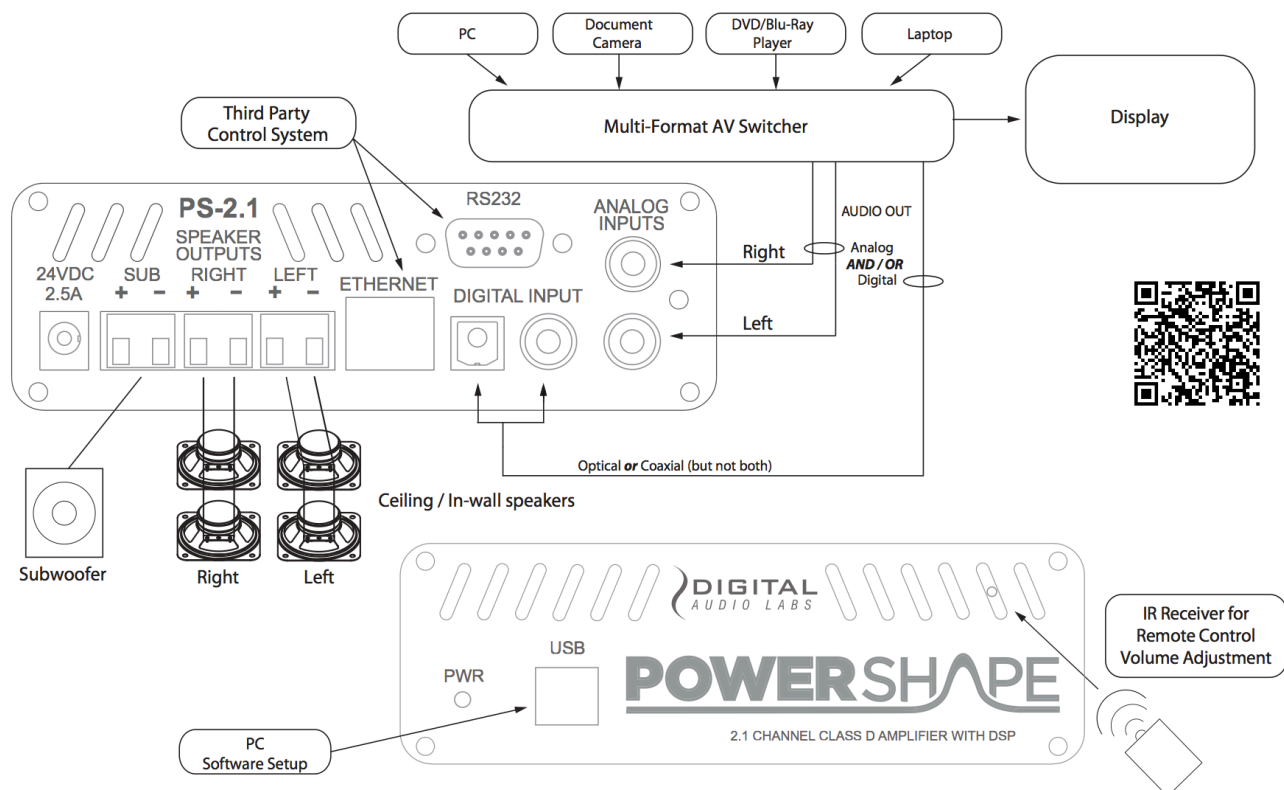 PC
Document
Camera
DVD/Blu-Ray
Player
Laptop
Multi-Format AV Switcher
Display
Third Party
Control System
PS-2.1
SPEAKER
OUTPUTS
24VDC
2.5A
SUB
+ -
RIGHT
+ -
LEFT
+ -
ETHERNET
RS232
DIGITAL INPUT
ANALOG
INPUTS
Right
Left
AUDIO OUT
Analog
AND / OR
Digital
Optical or Coaxial (but not both)
Ceiling / In-wall speakers
Subwoofer
Right
Left
DIGITAL
AUDIO LABS
USB
PWR
POWERSHAPE
2.1 CHANNEL CLASS D AMPLIFIER WITH DSP
PC
Software Setup
IR Receiver for
Remote Control
Volume Adjustment